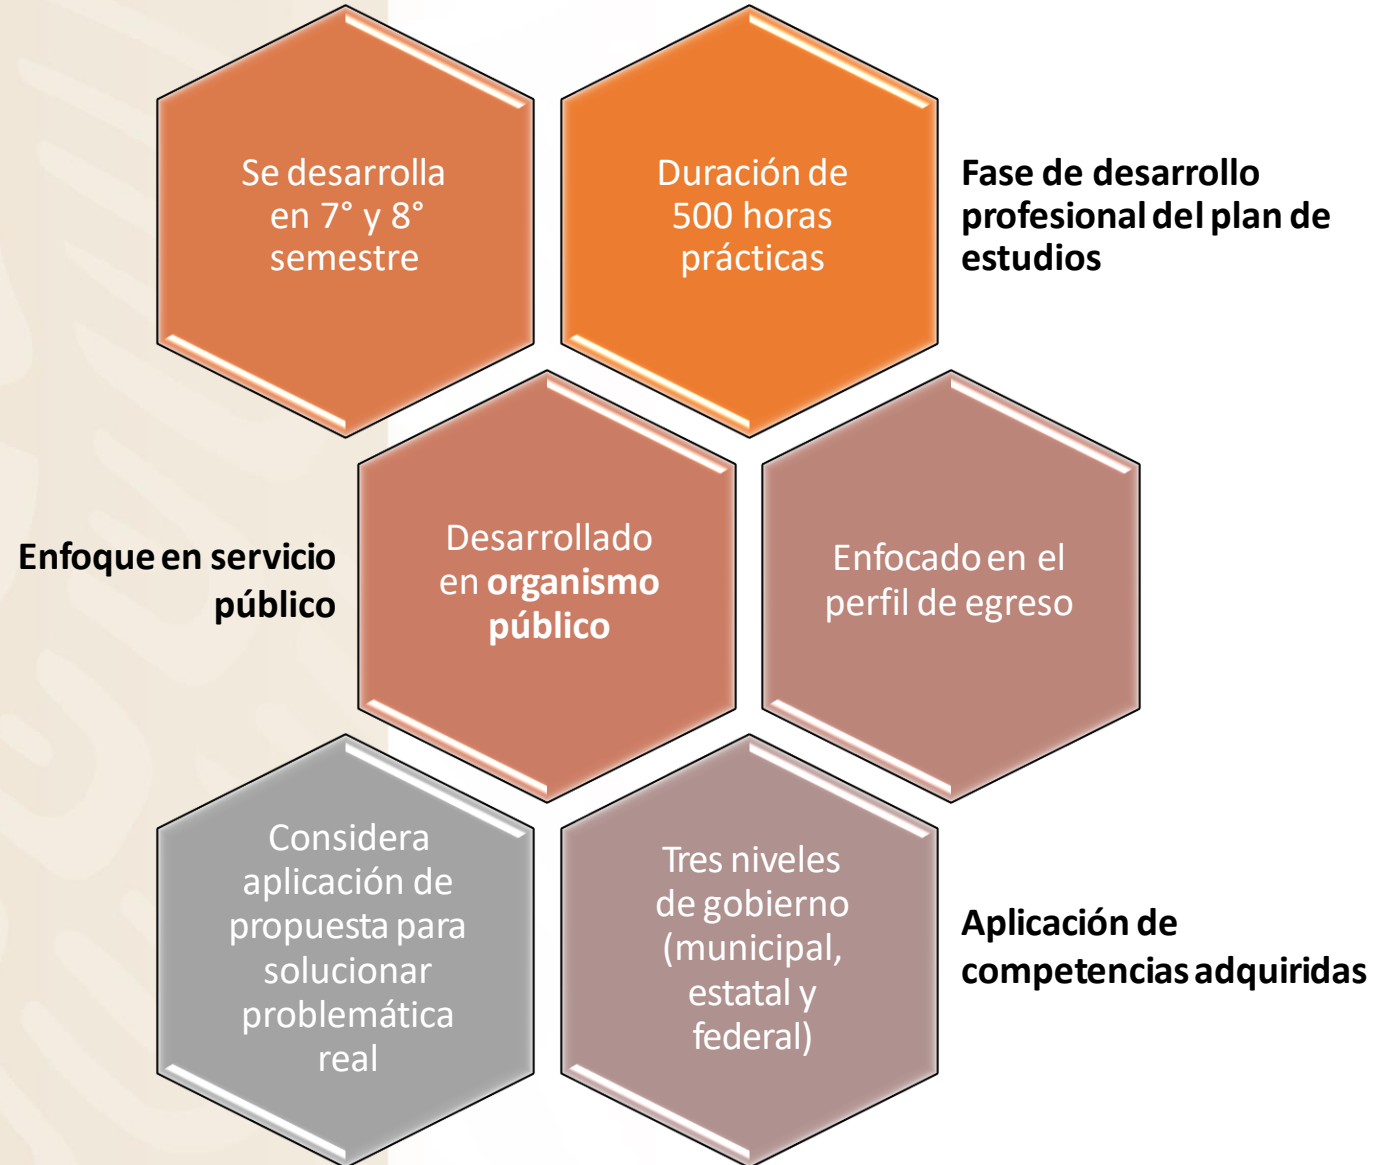 Se desarrolla
en 7° y 8°
semestre
Duración de
500 horas
prácticas
Fase de desarrollo
profesional del plan de
estudios
Enfoque en servicio
público
Desarrollado
en organismo
público
Enfocado en el
perfil de egreso
Considera
aplicación de
propuesta para
solucionar
problemática
real
Tres niveles
de gobierno
(municipal,
estatal y
federal)
Aplicación de
competencias adquiridas